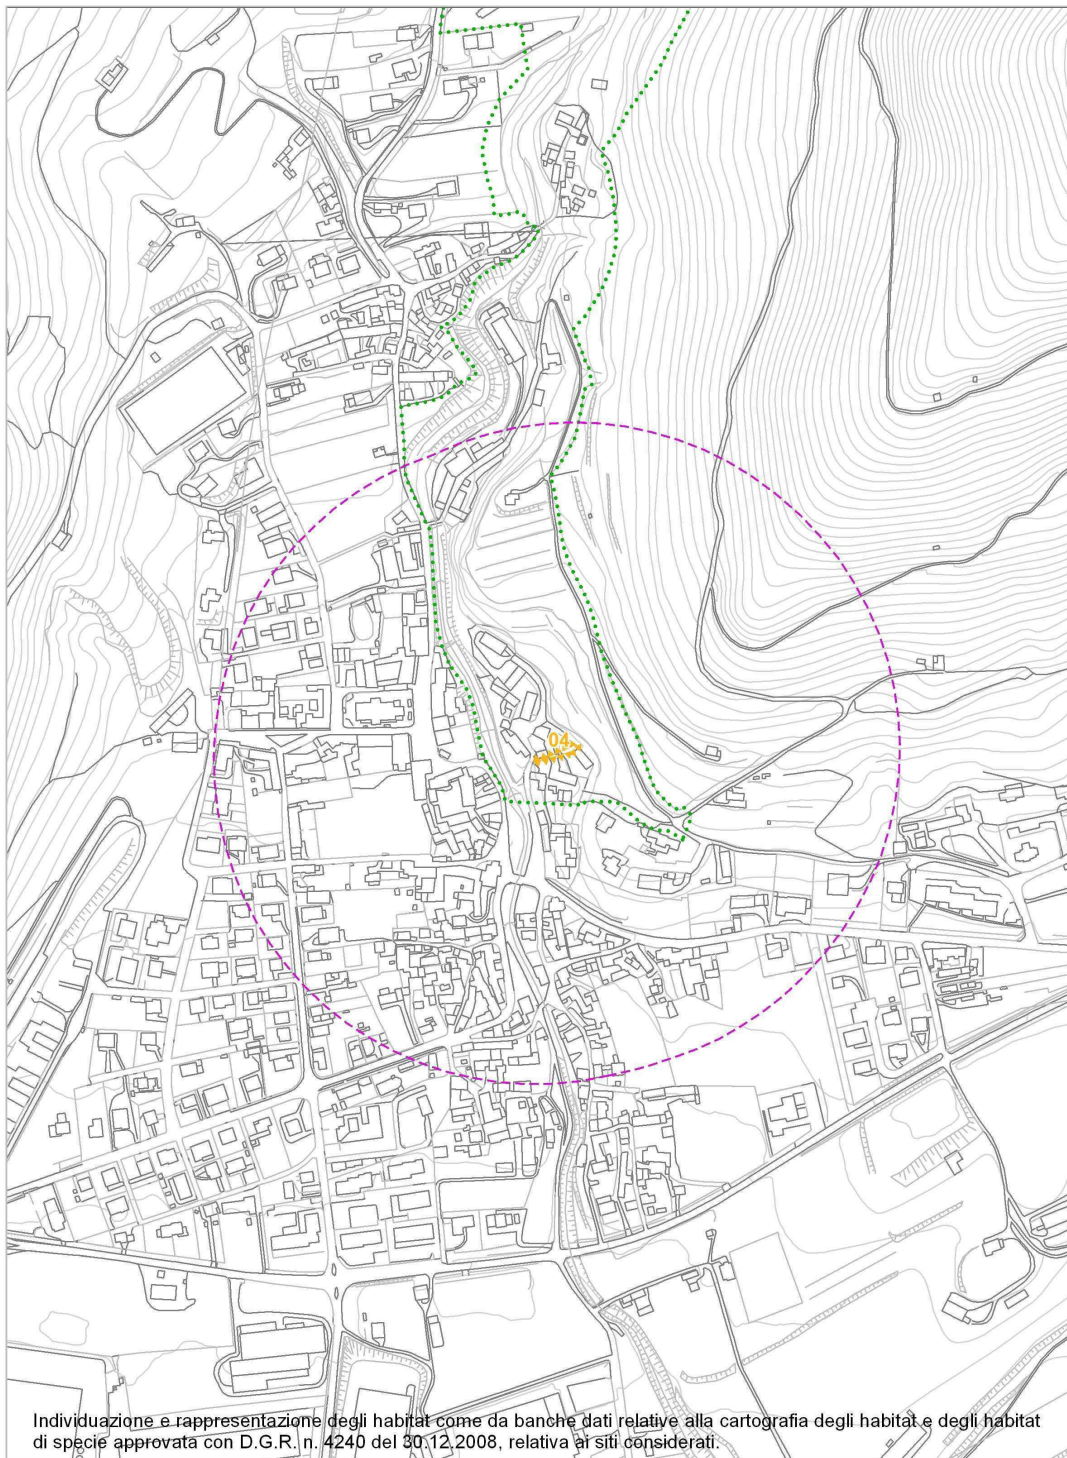 04
Individuazione e rappresentazione degli habitat come da banche dati relative alla cartografia degli habitat e degli habitat
di specie approvata con D.G.R. n. 4240 del 30.12.2008, relativa ai siti considerati.